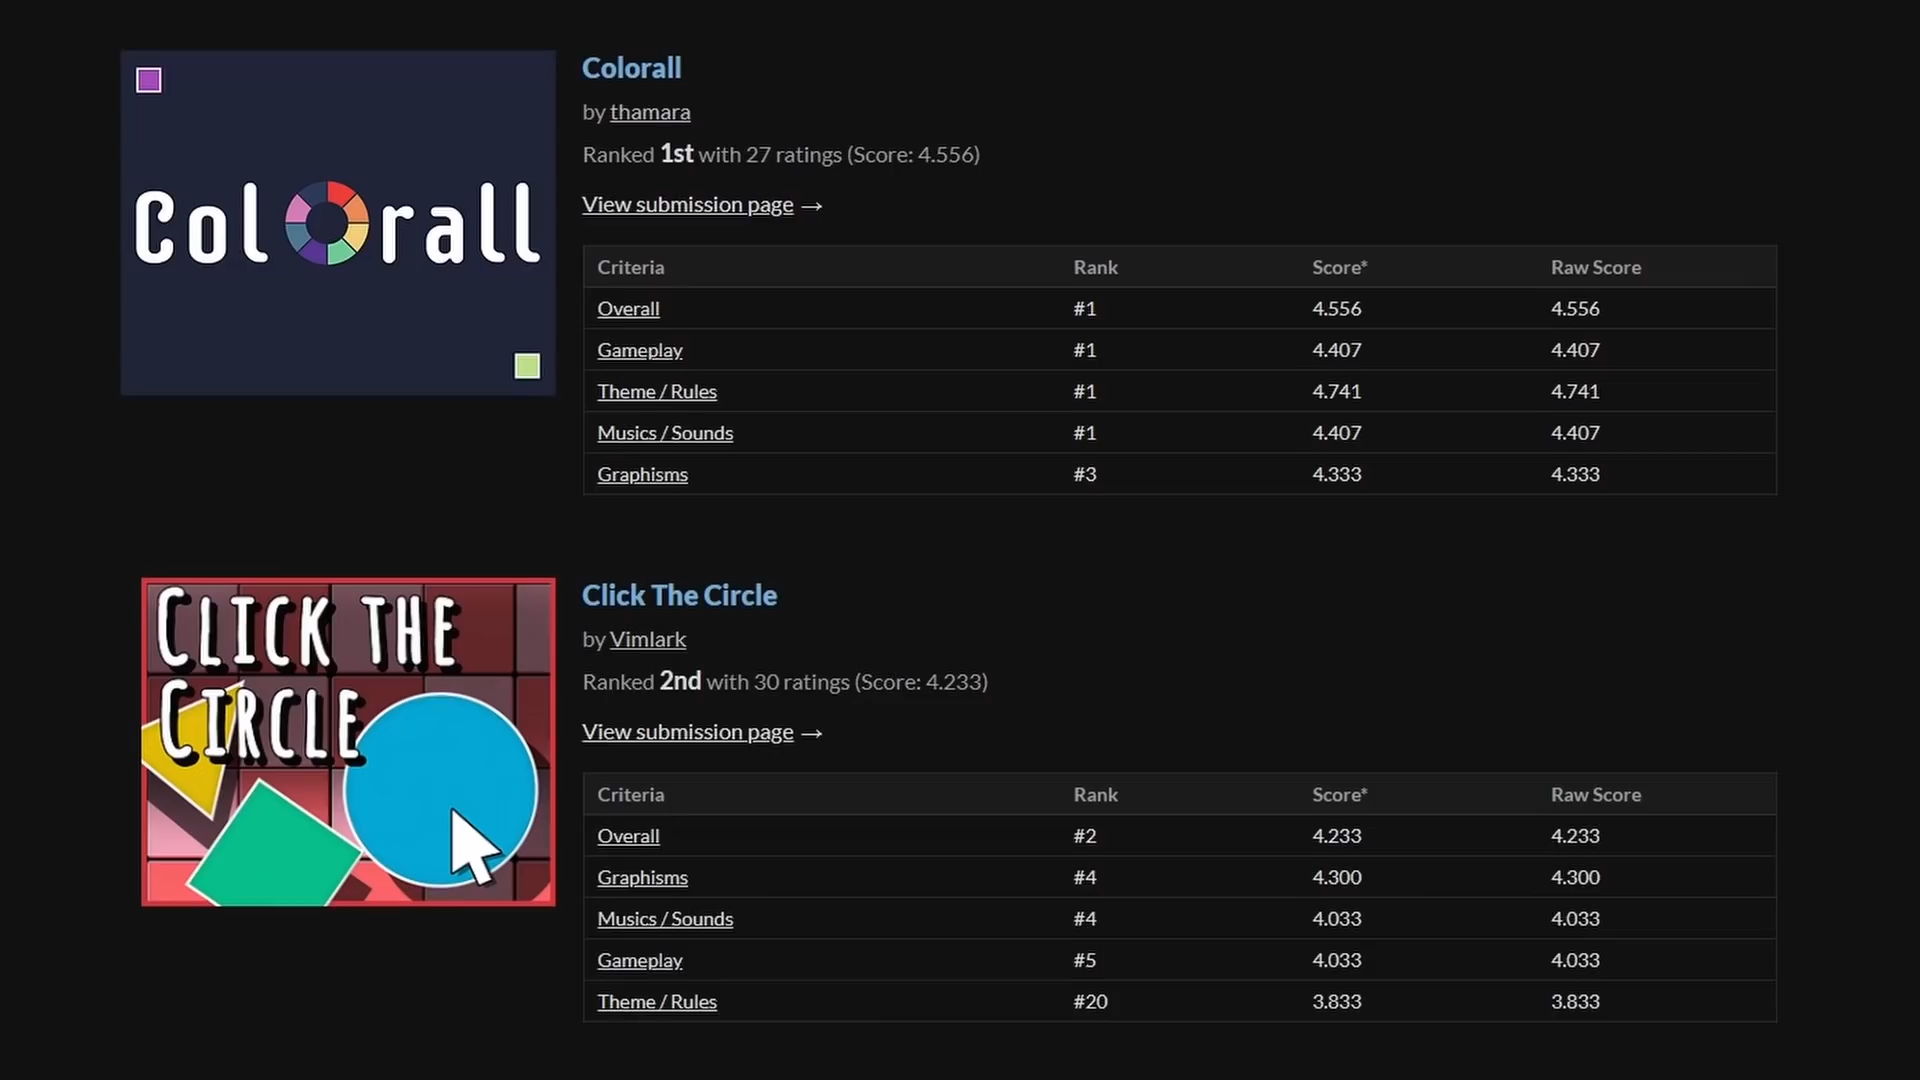 Colorall
Colorall
by thamara
Ranked 1st with 27 ratings (Score: 4.556)
View submission page →
Criteria Rank Score* Raw Score
Overall #1 4.556 4.556
Gameplay #1 4.407 4.407
Theme / Rules #1 4.741 4.741
Musics / Sounds #1 4.407 4.407
Graphisms #3 4.333 4.333
CLICK THE
CIRCLE
Click The Circle
by Vimlark
Ranked 2nd with 30 ratings (Score: 4.233)
View submission page →
Criteria Rank Score* Raw Score
Overall #2 4.233 4.233
Graphisms #4 4.300 4.300
Musics / Sounds #4 4.033 4.033
Gameplay #5 4.033 4.033
Theme / Rules #20 3.833 3.833